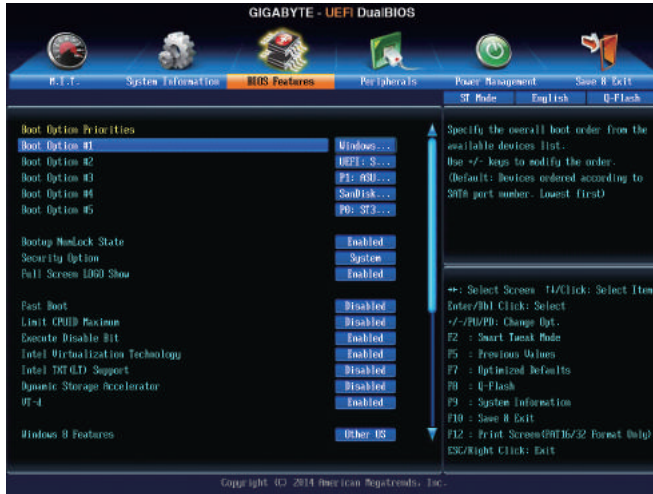 GIGABYTE - UEFI DualBIOS
M.I.T.
System Information
BIOS Features
Peripherals
Power Management
Save & Exit
ST Mode
English
Q-Flash
Boot Option Priorities
Boot Option #1 Windows...
Boot Option #2 UEFI: S...
Boot Option #3 P1: ASU...
Boot Option #4 SanDisk...
Boot Option #5 P0: ST3...
Bootup NumLock State Enabled
Security Option System
Full Screen LOGO Show Enabled
Fast Boot Disabled
Limit CPUID Maximum Disabled
Execute Disable Bit Enabled
Intel Virtualization Technology Enabled
Intel TXT(LT) Support Disabled
Dynamic Storage Accelerator Disabled
VT-d Enabled
Windows 8 Features Other OS
Specify the overall boot order from the
available devices list.
Use +/- keys to modify the order.
(Default: Devices ordered according to
SATA port number. Lowest first)
↔: Select Screen ↑↓/Click: Select Item
Enter/Dbl Click: Select
+/-/PU/PD: Change Opt.
F2 : Smart Tweak Mode
F5 : Previous Values
F7 : Optimized Defaults
F8 : Q-Flash
F9 : System Information
F10 : Save & Exit
F12 : Print Screen(FAT16/32 Format Only)
ESC/Right Click: Exit
Copyright (C) 2014 American Megatrends, Inc.